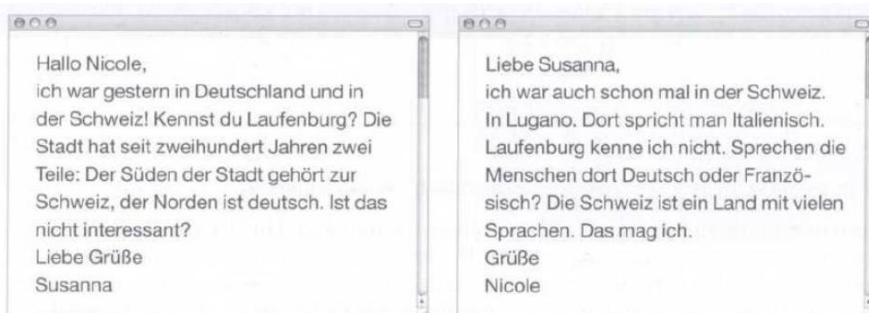 Hallo Nicole,
ich war gestern in Deutschland und in
der Schweiz! Kennst du Laufenburg? Die
Stadt hat seit zweihundert Jahren zwei
Teile: Der Süden der Stadt gehört zur
Schweiz, der Norden ist deutsch. Ist das
nicht interessant?
Liebe Grüße
Susanna
Liebe Susanna,
ich war auch schon mal in der Schweiz.
In Lugano. Dort spricht man Italienisch.
Laufenburg kenne ich nicht. Sprechen die
Menschen dort Deutsch oder Franzö-
sisch? Die Schweiz ist ein Land mit vielen
Sprachen. Das mag ich.
Grüße
Nicole